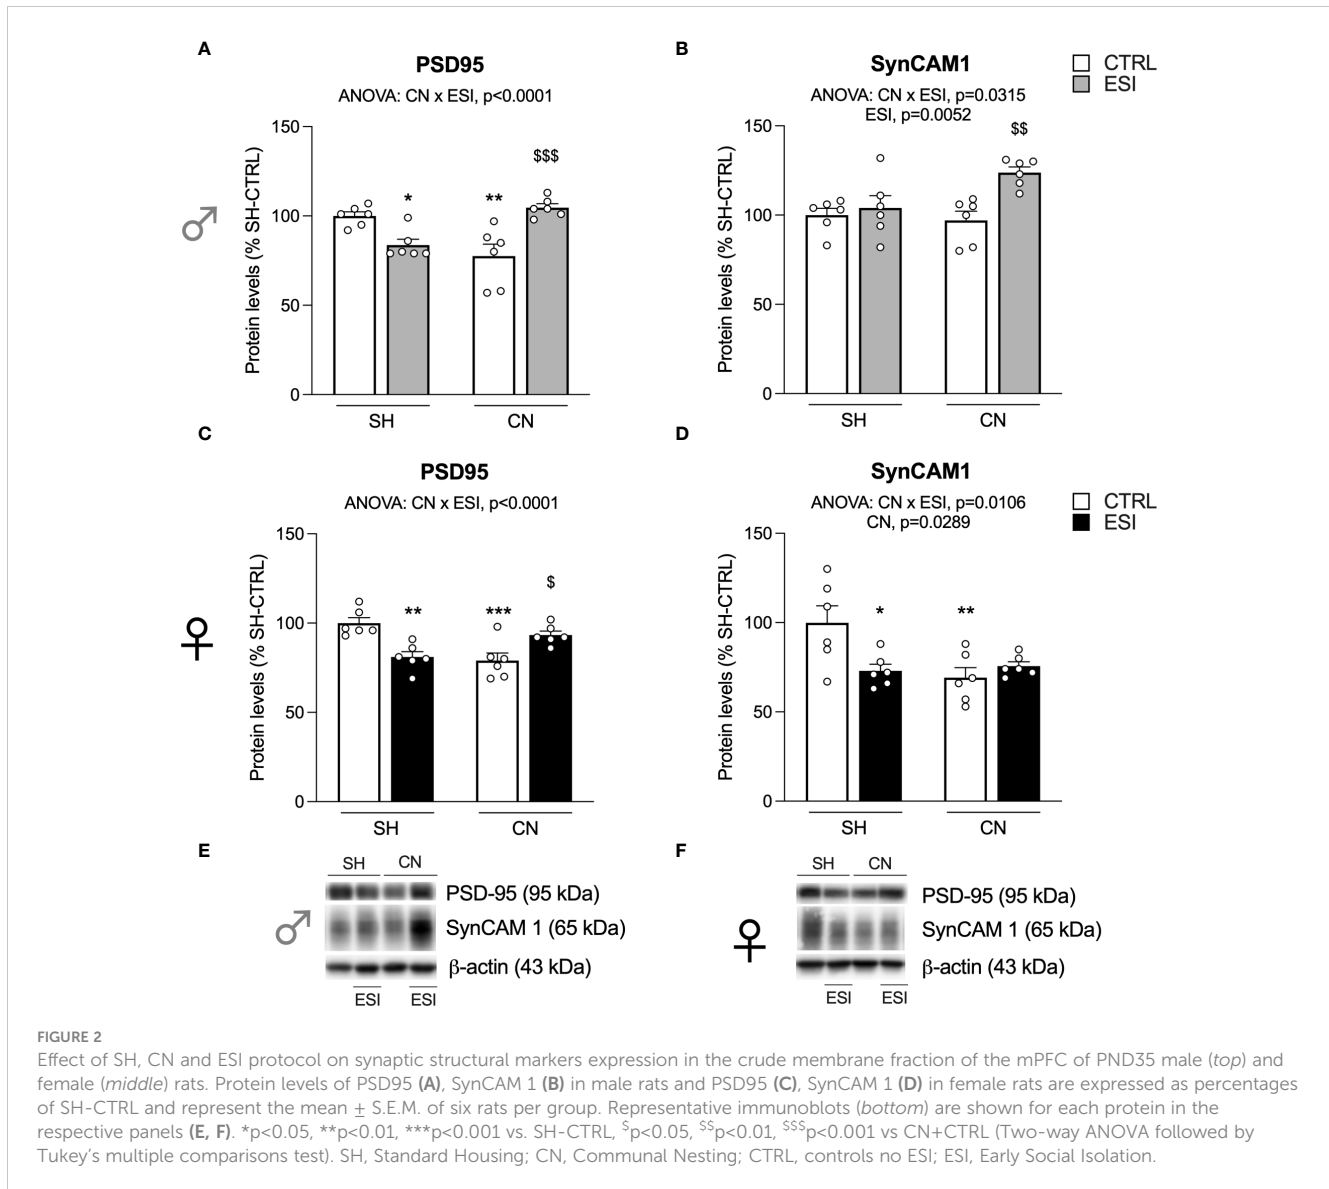 A
PSD95
ANOVA: CN x ESI, p<0.0001
Protein levels (% SH-CTRL)
150
100
50
0
*
**
$$$
SH
CN
B
SynCAM1
ANOVA: CN x ESI, p=0.0315
ESI, p=0.0052
CTRL
ESI
Protein levels (% SH-CTRL)
150
100
50
0
$$
SH
CN
♂
C
PSD95
ANOVA: CN x ESI, p<0.0001
Protein levels (% SH-CTRL)
150
100
50
0
**
***
$
SH
CN
D
SynCAM1
ANOVA: CN x ESI, p=0.0106
CN, p=0.0289
CTRL
ESI
Protein levels (% SH-CTRL)
150
100
50
0
*
**
SH
CN
♀
E
SH CN
PSD-95 (95 kDa)
SynCAM 1 (65 kDa)
β-actin (43 kDa)
ESI ESI
♂
F
SH CN
PSD-95 (95 kDa)
SynCAM 1 (65 kDa)
β-actin (43 kDa)
ESI ESI
♀
FIGURE 2
Effect of SH, CN and ESI protocol on synaptic structural markers expression in the crude membrane fraction of the mPFC of PND35 male (top) and
female (middle) rats. Protein levels of PSD95 (A), SynCAM 1 (B) in male rats and PSD95 (C), SynCAM 1 (D) in female rats are expressed as percentages
of SH-CTRL and represent the mean ± S.E.M. of six rats per group. Representative immunoblots (bottom) are shown for each protein in the
respective panels (E, F). *p<0.05, **p<0.01, ***p<0.001 vs. SH-CTRL, $p<0.05, $$p<0.01, $$$p<0.001 vs CN+CTRL (Two-way ANOVA followed by
Tukey's multiple comparisons test). SH, Standard Housing; CN, Communal Nesting; CTRL, controls no ESI; ESI, Early Social Isolation.